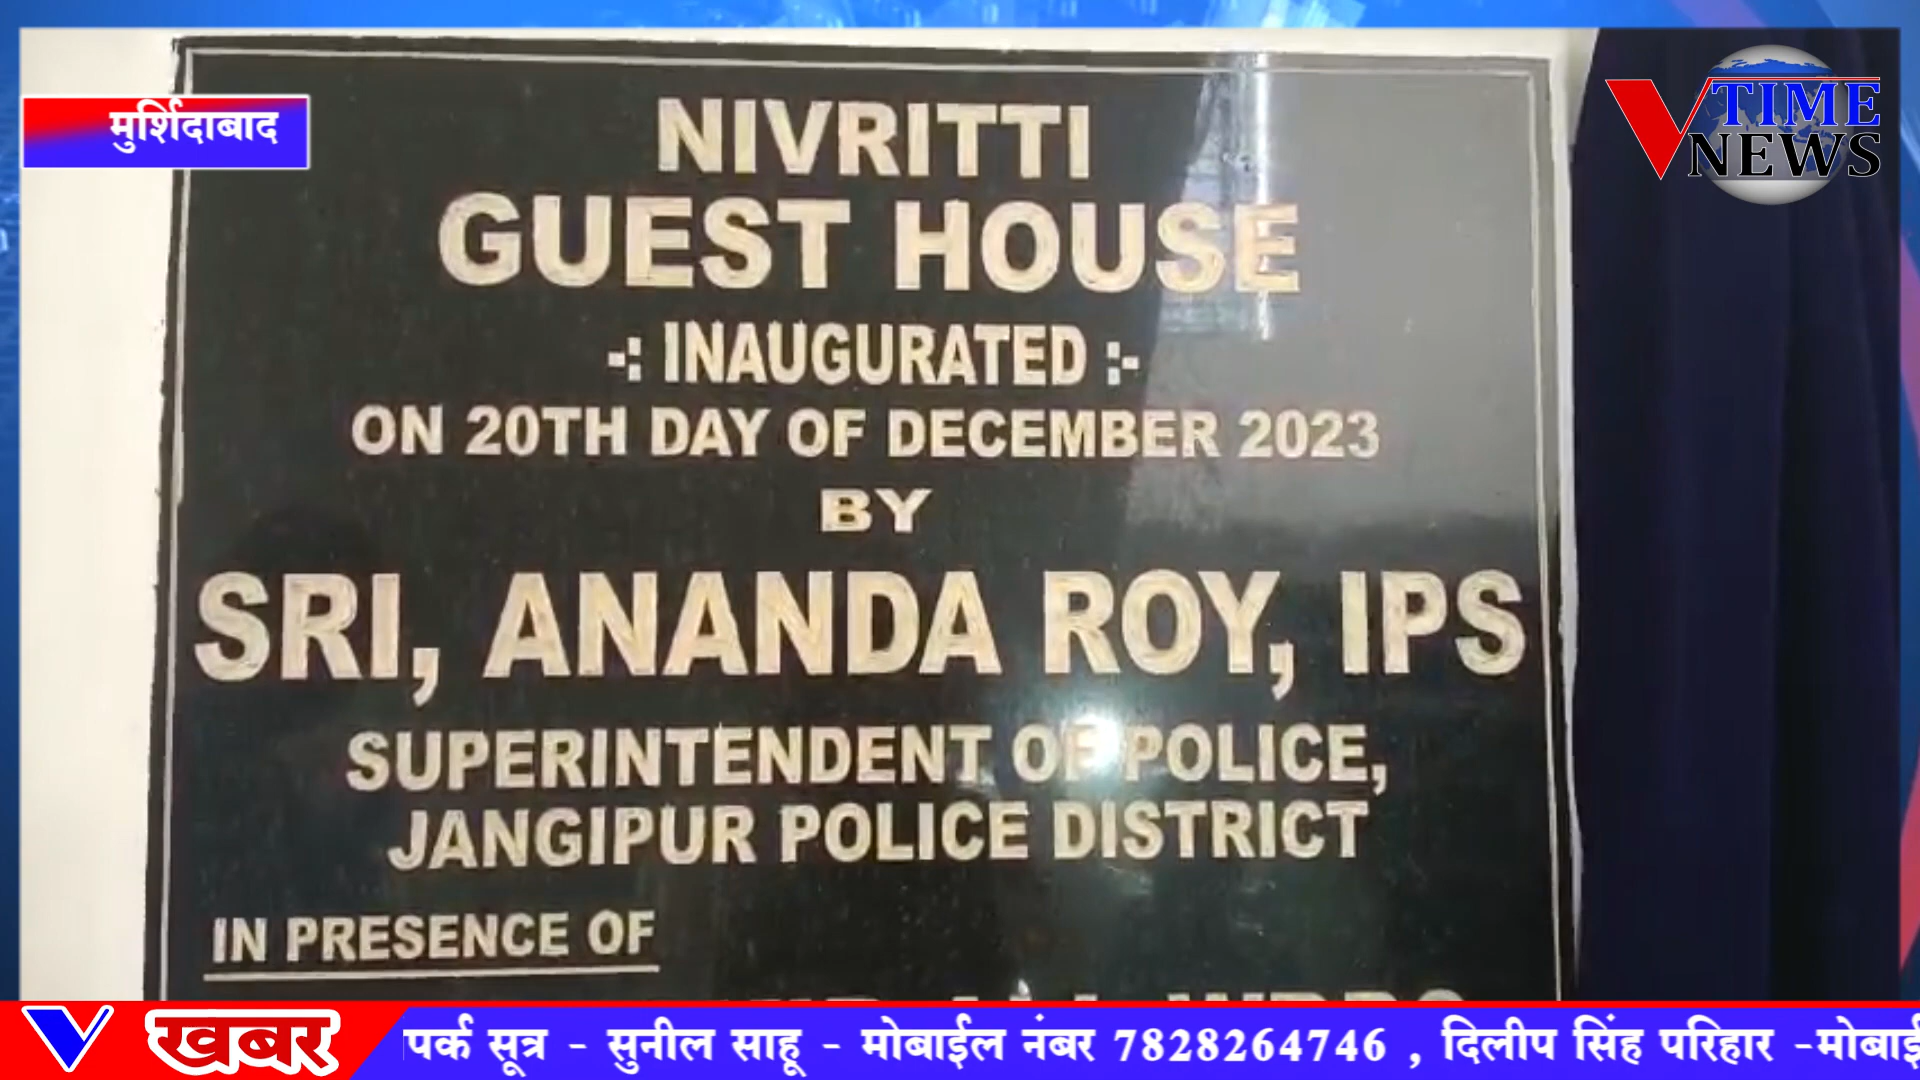 मुर्शिदाबाद
V TIME
NEWS
NIVRITTI
GUEST HOUSE
-: INAUGURATED :-
ON 20TH DAY OF DECEMBER 2023
BY
SRI, ANANDA ROY, IPS
SUPERINTENDENT OF POLICE,
JANGIPUR POLICE DISTRICT
IN PRESENCE OF
V खबर
पर्क सूत्र - सुनील साहू - मोबाईल नंबर 7828264746 , दिलीप सिंह परिहार -मोबाई